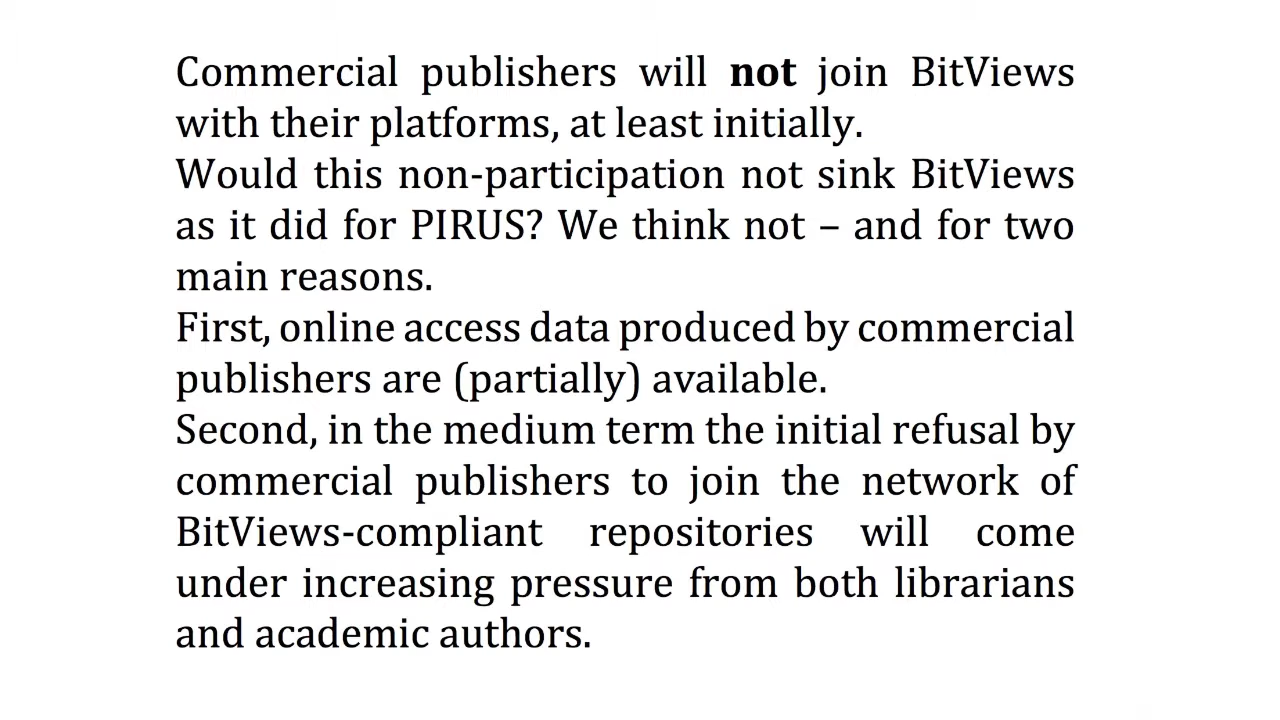 Commercial publishers will not join BitViews
with their platforms, at least initially.
Would this non-participation not sink BitViews
as it did for PIRUS? We think not – and for two
main reasons.
First, online access data produced by commercial
publishers are (partially) available.
Second, in the medium term the initial refusal by
commercial publishers to join the network of
BitViews-compliant repositories will come
under increasing pressure from both librarians
and academic authors.